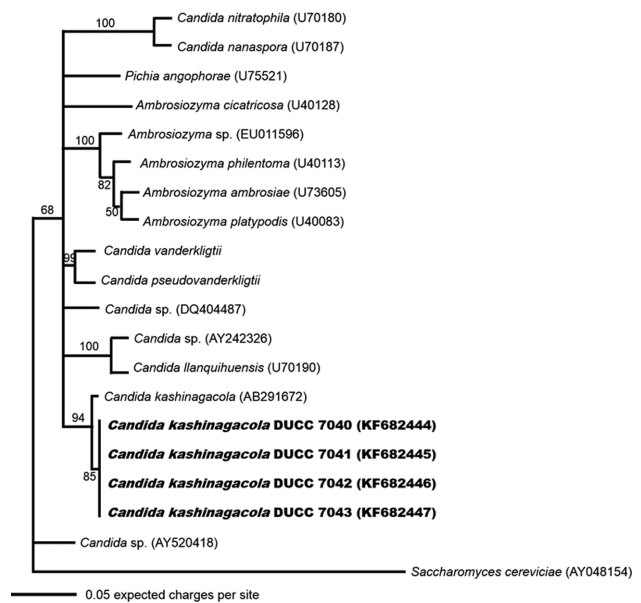 100
Candida nitratophila (U70180)
Candida nanaspora (U70187)
Pichia angophorae (U75521)
Ambrosiozyma cicatricosa (U40128)
100
Ambrosiozyma sp. (EU011596)
Ambrosiozyma philentoma (U40113)
82
Ambrosiozyma ambrosiae (U73605)
50
Ambrosiozyma platypodis (U40083)
68
Candida vanderkligtii
99
Candida pseudovanderkligtii
Candida sp. (DQ404487)
Candida sp. (AY242326)
100
Candida llanquihuensis (U70190)
Candida kashinagacola (AB291672)
94
Candida kashinagacola DUCC 7040 (KF682444)
Candida kashinagacola DUCC 7041 (KF682445)
85
Candida kashinagacola DUCC 7042 (KF682446)
Candida kashinagacola DUCC 7043 (KF682447)
Candida sp. (AY520418)
Saccharomyces cereviciae (AY048154)
0.05 expected charges per site